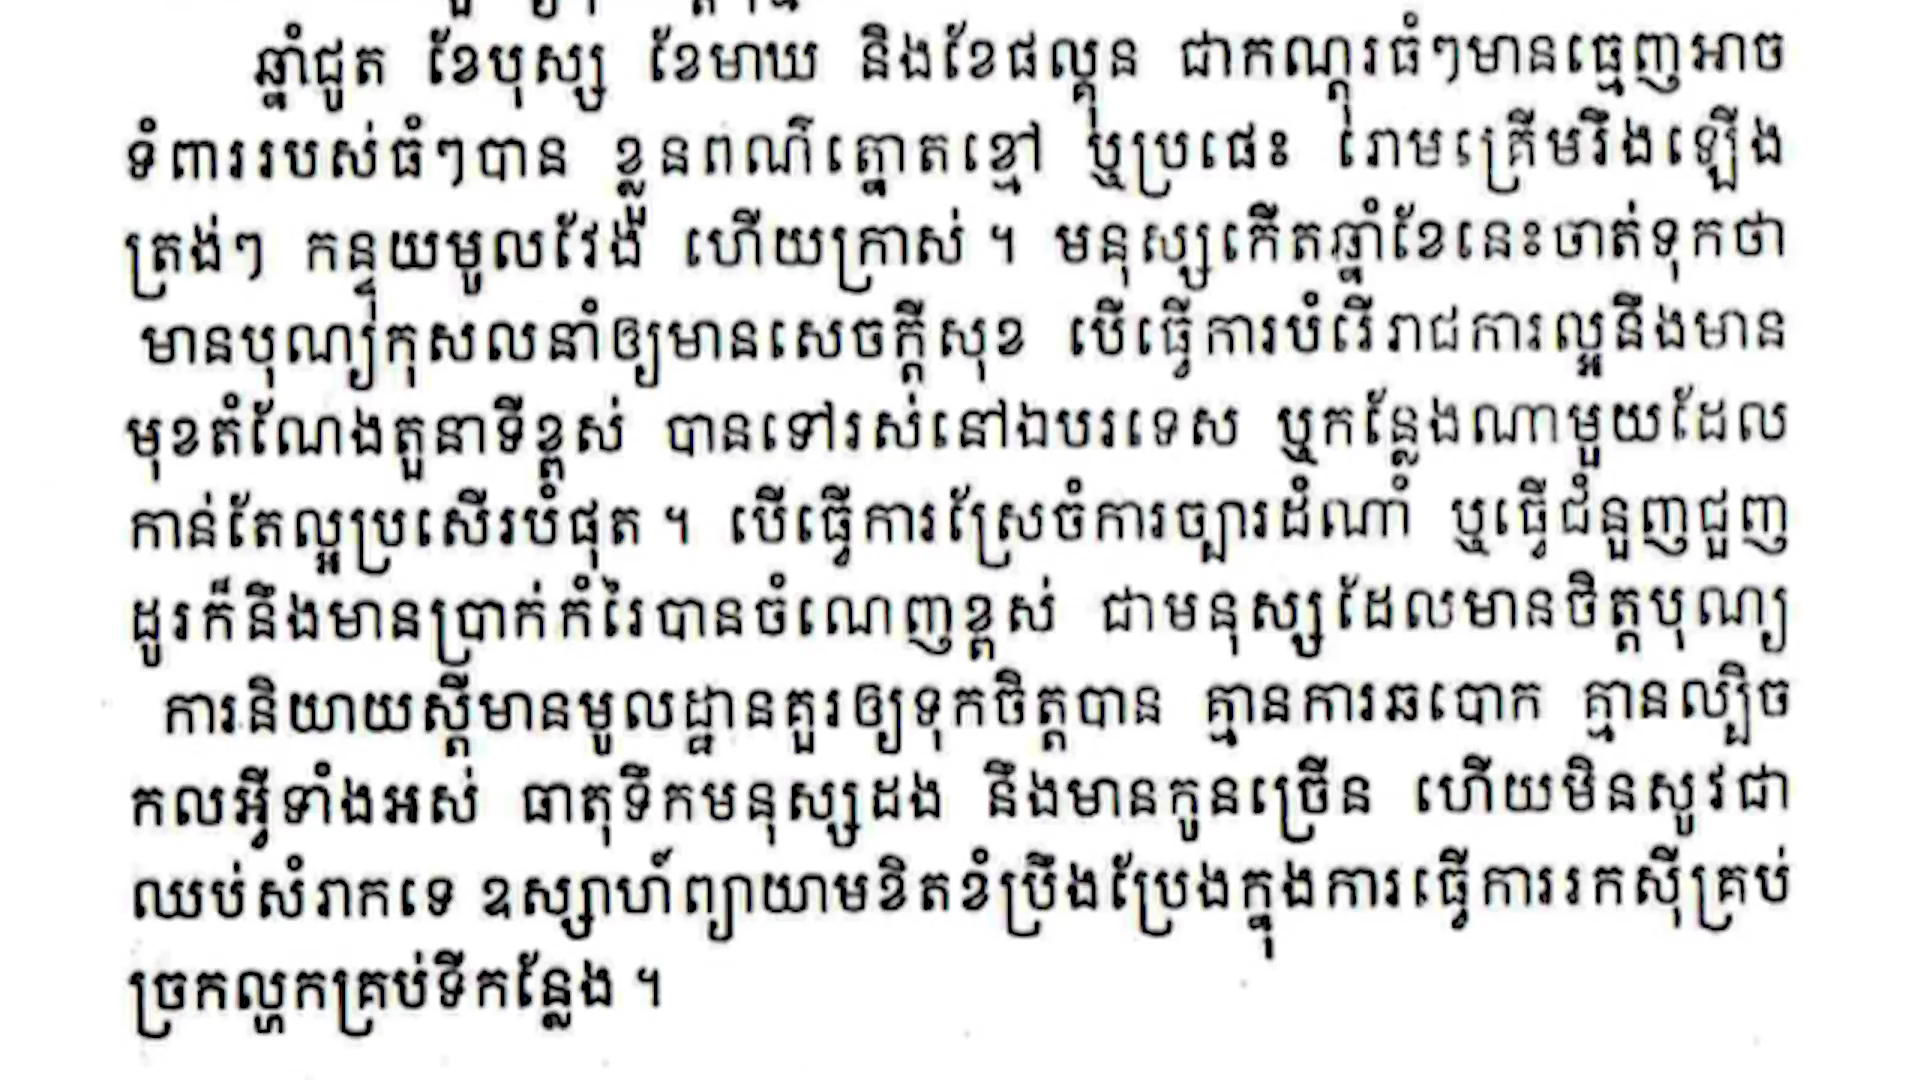 ឆ្នាំជូត ខែបុស្ស ខែមាឃ និងខែផល្គុន ជាកណ្ដុរធំៗមានធ្មេញអាច
ទំពាររបស់ធំៗបាន ខ្លួនពណ៌ត្នោតខ្មៅ ឬប្រផេះ រោមគ្រើមរឹងឡើង
ត្រង់ៗ កន្ទុយមូលវែង ហើយក្រាស់ ។ មនុស្សកើតឆ្នាំខែនេះចាត់ទុកថា
មានបុណ្យកុសលនាំឲ្យមានសេចក្ដីសុខ បើធ្វើការបំរើរាជការល្អនឹងមាន
មុខតំណែងតួនាទីខ្ពស់ បានទៅរស់នៅឯបរទេស ឬកន្លែងណាមួយដែល
កាន់តែល្អប្រសើរបំផុត ។ បើធ្វើការស្រែចំការច្បារដំណាំ ឬធ្វើជំនួញជួញ
ដូរក៏នឹងមានប្រាក់កំរៃបានចំណេញខ្ពស់ ជាមនុស្សដែលមានចិត្តបុណ្យ
ការនិយាយស្ដីមានមូលដ្ឋានគួរឲ្យទុកចិត្តបាន គ្មានការឆបោក គ្មានល្បិច
កលអ្វីទាំងអស់ ធាតុទឹកមនុស្សដង នឹងមានកូនច្រើន ហើយមិនសូវជា
ឈប់សំរាកទេ ឧស្សាហ៍ព្យាយាមខិតខំប្រឹងប្រែងក្នុងការធ្វើការរកស៊ីគ្រប់
ច្រកល្ហកគ្រប់ទីកន្លែង ។